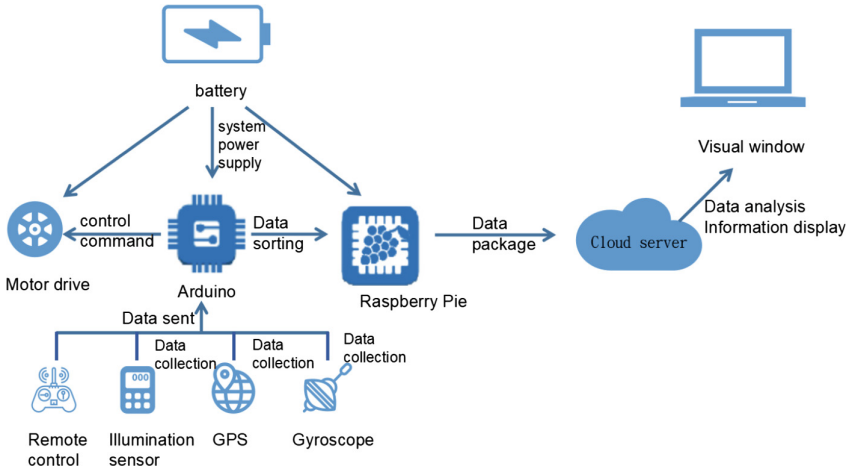 battery
system
power
supply
Visual window
control
command
Data
sorting
Data
package
Cloud server
Data analysis
Information display
Motor drive
Arduino
Raspberry Pie
Data sent
Data
collection
Data
collection
Data
collection
000
Remote
control
Illumination
sensor
GPS
Gyroscope